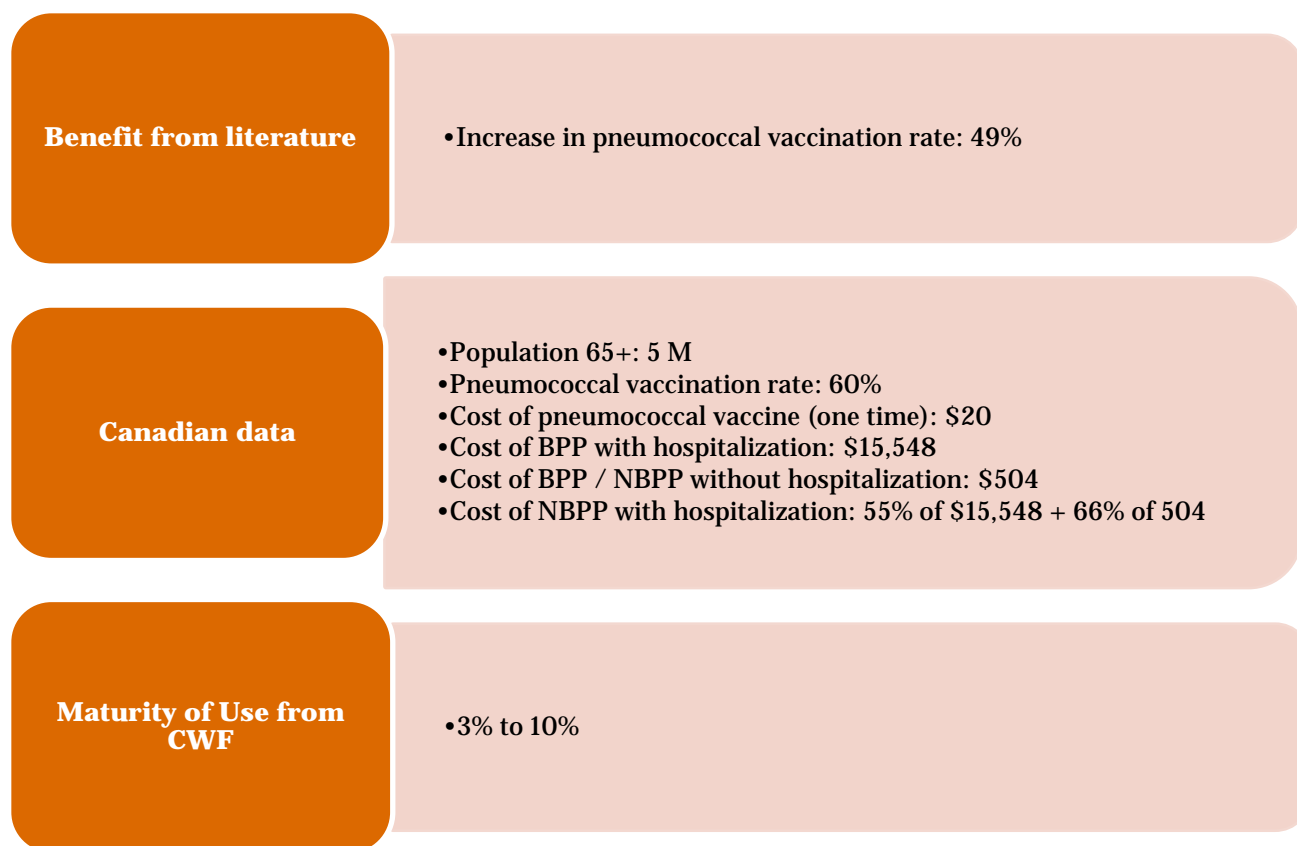 Benefit from literature
•Increase in pneumococcal vaccination rate: 49%
Canadian data
•Population 65+: 5 M
•Pneumococcal vaccination rate: 60%
•Cost of pneumococcal vaccine (one time): $20
•Cost of BPP with hospitalization: $15,548
•Cost of BPP / NBPP without hospitalization: $504
•Cost of NBPP with hospitalization: 55% of $15,548 + 66% of 504
Maturity of Use from
CWF
•3% to 10%